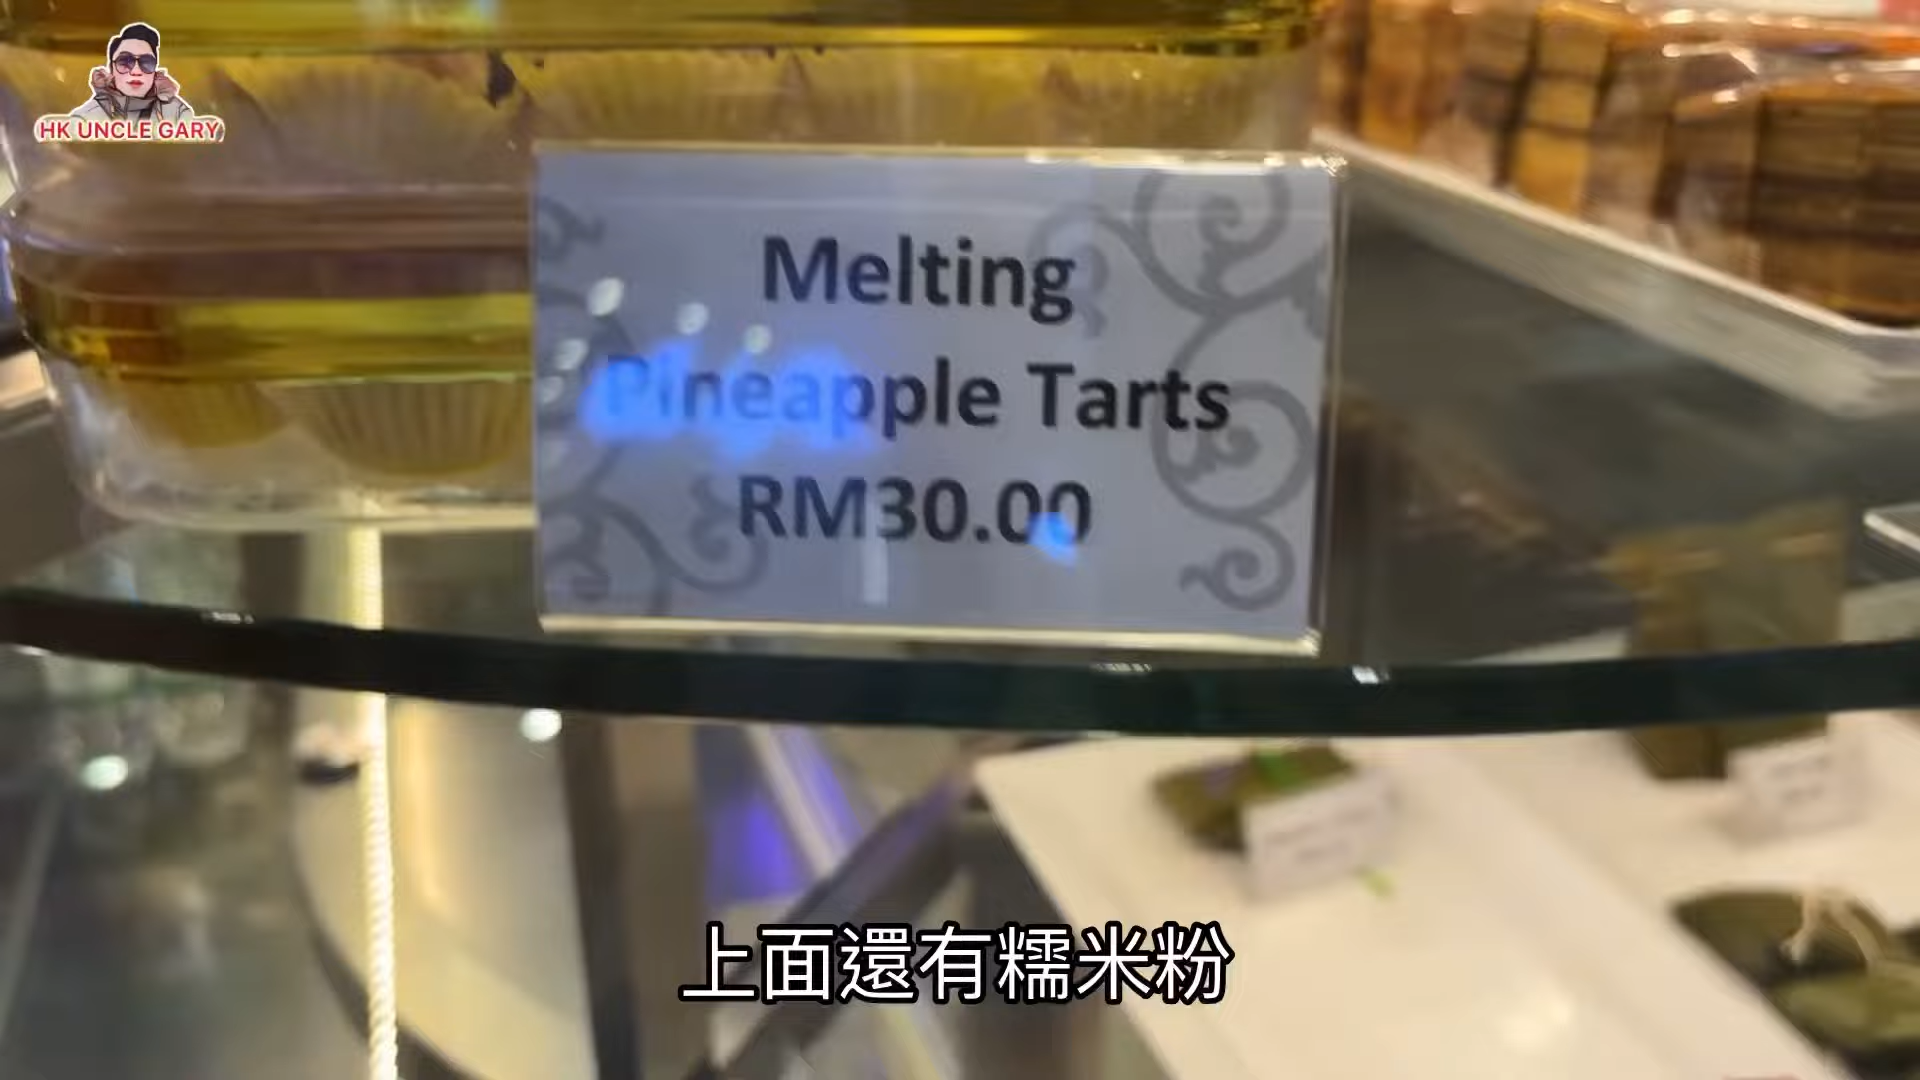 HK UNCLE GARY
Melting
Pineapple Tarts
RM30.00
上面還有糯米粉